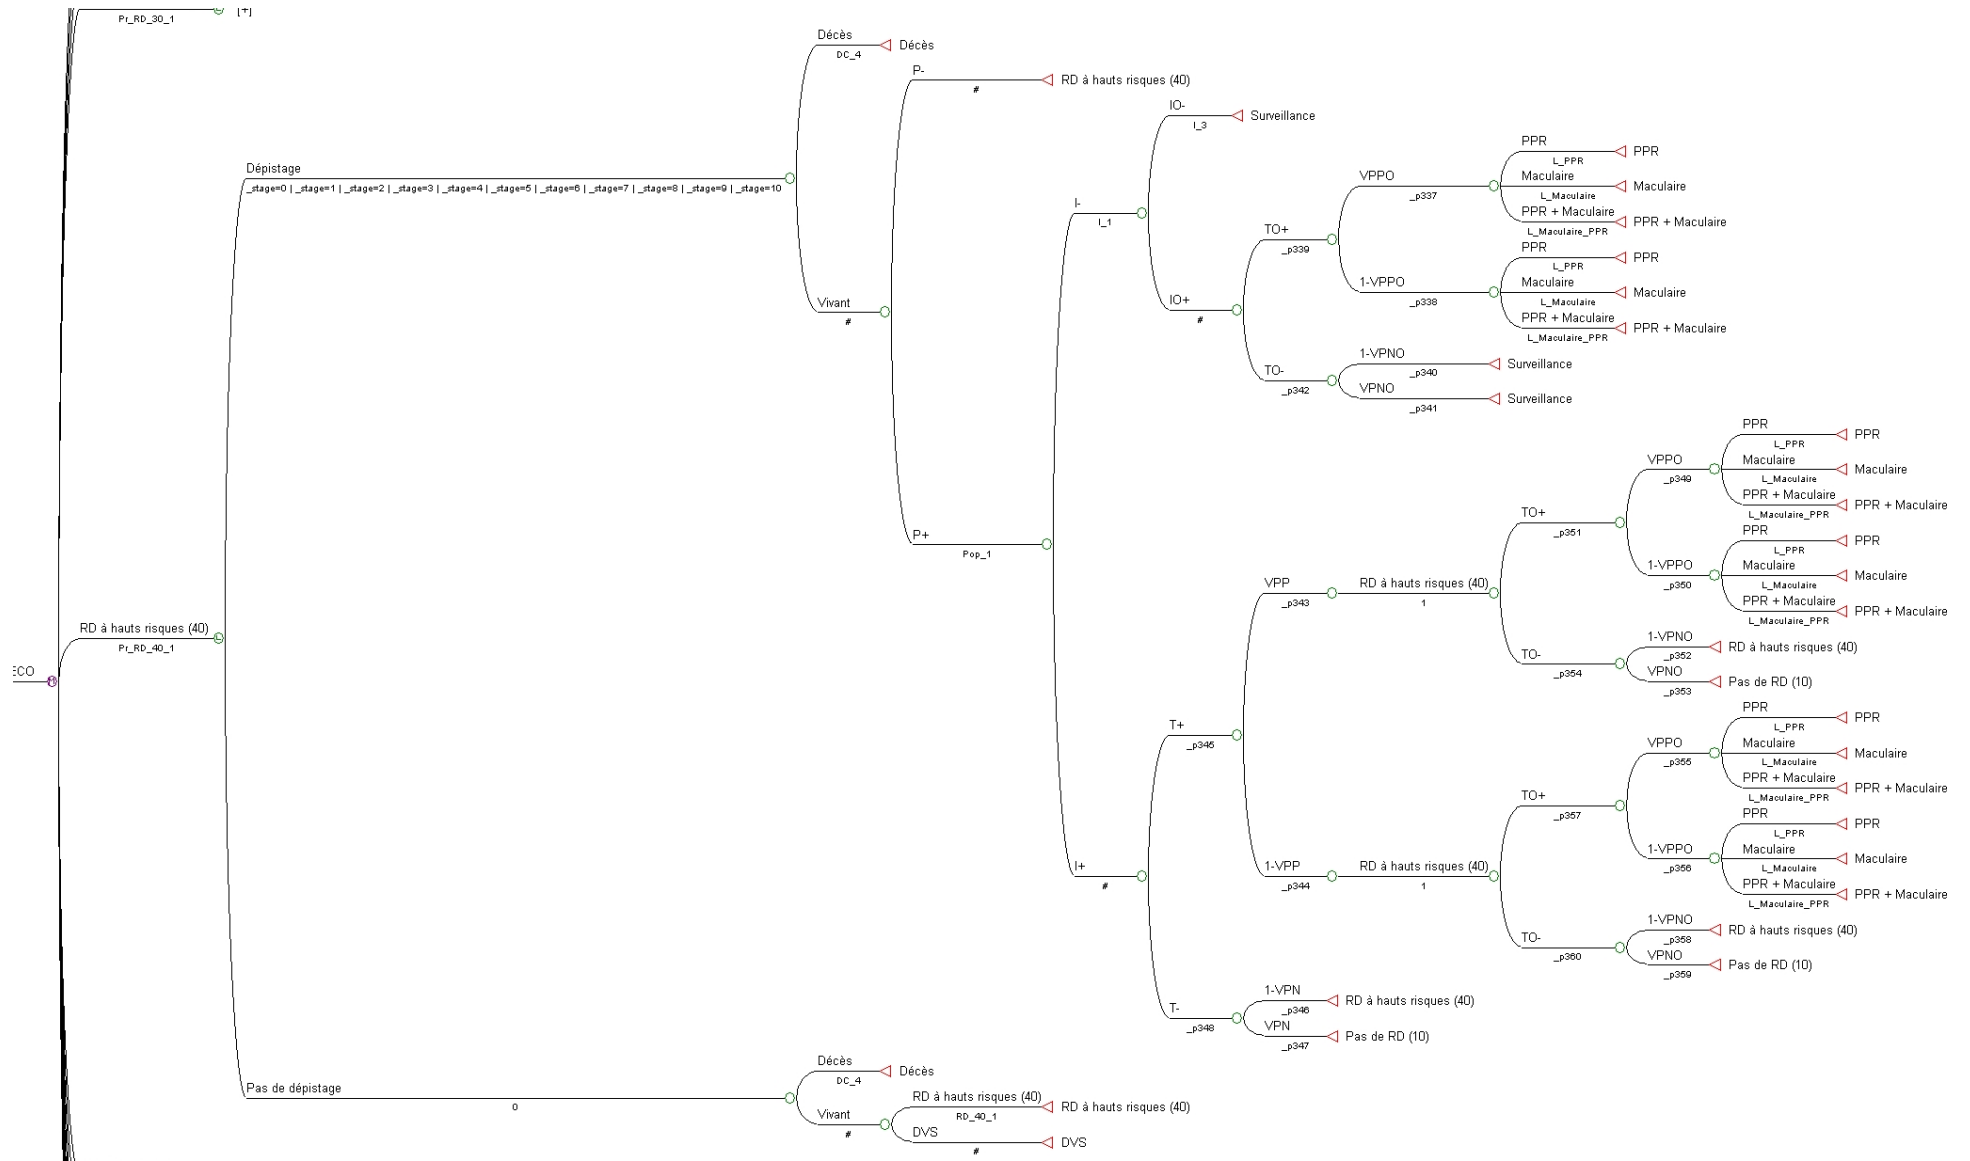 Pr_RD_30_1
[+]
Décès
DC_4
Décès
P-
#
RD à hauts risques (40)
IO-
I_3
Surveillance
PPR
L_PPR
PPR
Dépistage
_stage=0 | _stage=1 | _stage=2 | _stage=3 | _stage=4 | _stage=5 | _stage=6 | _stage=7 | _stage=8 | _stage=9 | _stage=10
VPPO
_p337
Maculaire
L_Maculaire
Maculaire
I-
I_1
PPR + Maculaire
L_Maculaire_PPR
PPR + Maculaire
TO+
_p339
PPR
L_PPR
PPR
1-VPPO
_p338
Maculaire
L_Maculaire
Maculaire
Vivant
#
IO+
#
PPR + Maculaire
L_Maculaire_PPR
PPR + Maculaire
1-VPNO
_p340
Surveillance
TO-
_p342
VPNO
_p341
Surveillance
PPR
L_PPR
PPR
VPPO
_p349
Maculaire
L_Maculaire
Maculaire
PPR + Maculaire
L_Maculaire_PPR
PPR + Maculaire
TO+
_p351
P+
Pop_1
PPR
L_PPR
PPR
1-VPPO
_p350
Maculaire
L_Maculaire
Maculaire
VPP
_p343
RD à hauts risques (40)
1
PPR + Maculaire
L_Maculaire_PPR
PPR + Maculaire
RD à hauts risques (40)
Pr_RD_40_1
1-VPNO
_p352
RD à hauts risques (40)
TO-
_p354
VPNO
_p353
Pas de RD (10)
ECO
PPR
L_PPR
PPR
T+
_p345
VPPO
_p355
Maculaire
L_Maculaire
Maculaire
PPR + Maculaire
L_Maculaire_PPR
PPR + Maculaire
TO+
_p357
PPR
L_PPR
PPR
1-VPPO
_p356
Maculaire
L_Maculaire
Maculaire
I+
#
1-VPP
_p344
RD à hauts risques (40)
1
PPR + Maculaire
L_Maculaire_PPR
PPR + Maculaire
1-VPNO
_p358
RD à hauts risques (40)
TO-
_p360
VPNO
_p359
Pas de RD (10)
1-VPN
_p346
RD à hauts risques (40)
T-
_p348
VPN
_p347
Pas de RD (10)
Décès
DC_4
Décès
Pas de dépistage
0
RD à hauts risques (40)
RD_40_1
RD à hauts risques (40)
Vivant
#
DVS
#
DVS